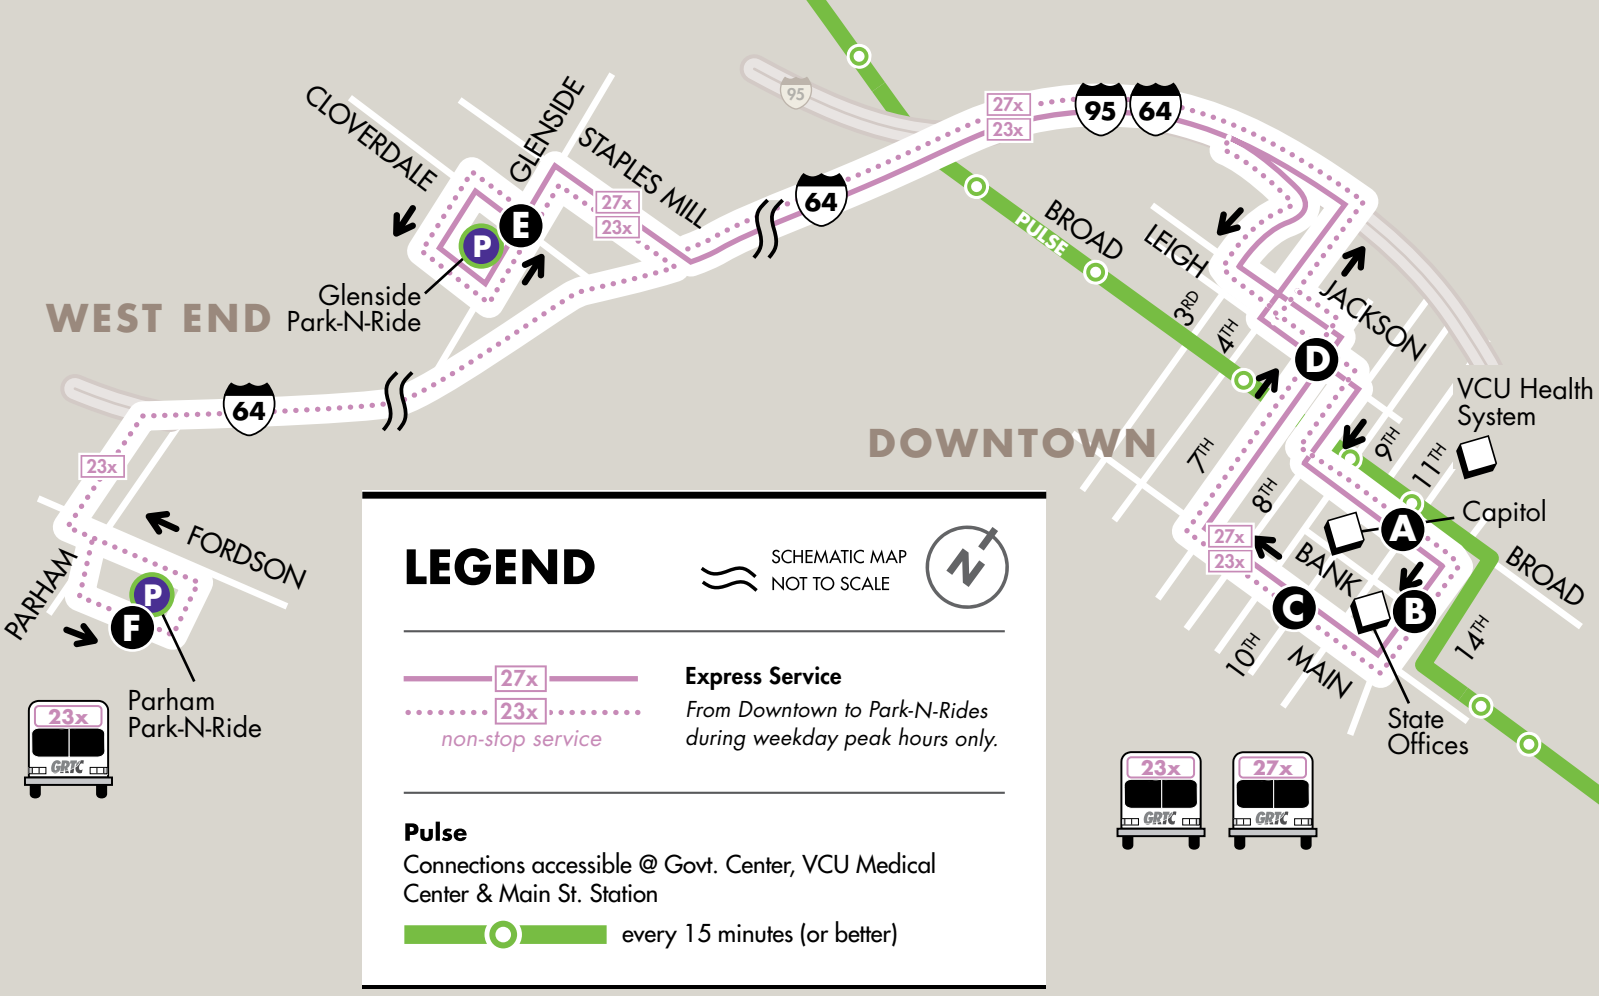 95
27x
23x
95
64
CLOVERDALE
GLENSIDE
STAPLES MILL
27x
23x
64
E
P
Glenside
Park-N-Ride
WEST END
BROAD
PULSE
LEIGH
3RD
4TH
JACKSON
D
64
VCU Health
System
DOWNTOWN
7TH
8TH
9TH
11TH
Capitol
A
23x
FORDSON
PARHAM
P
F
27x
23x
BANK
BROAD
C
B
10TH
MAIN
14TH
State
Offices
Parham
Park-N-Ride
23x
GRTC
23x
GRTC
27x
GRTC
LEGEND
SCHEMATIC MAP
NOT TO SCALE
N
27x
23x
non-stop service
Express Service
From Downtown to Park-N-Rides
during weekday peak hours only.
Pulse
Connections accessible @ Govt. Center, VCU Medical
Center & Main St. Station
every 15 minutes (or better)